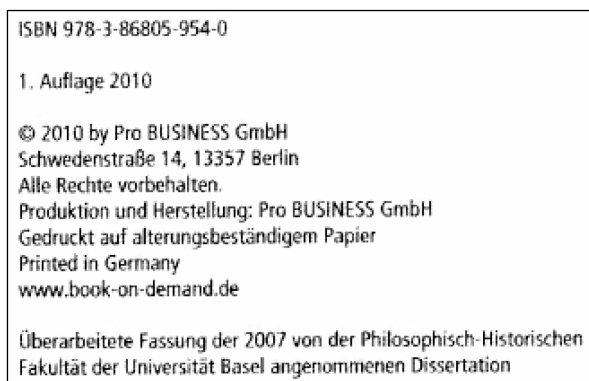 ISBN 978-3-86805-954-0
1. Auflage 2010
© 2010 by Pro BUSINESS GmbH
Schwedenstraße 14, 13357 Berlin
Alle Rechte vorbehalten.
Produktion und Herstellung: Pro BUSINESS GmbH
Gedruckt auf alterungsbeständigem Papier
Printed in Germany
www.book-on-demand.de
Überarbeitete Fassung der 2007 von der Philosophisch-Historischen
Fakultät der Universität Basel angenommenen Dissertation